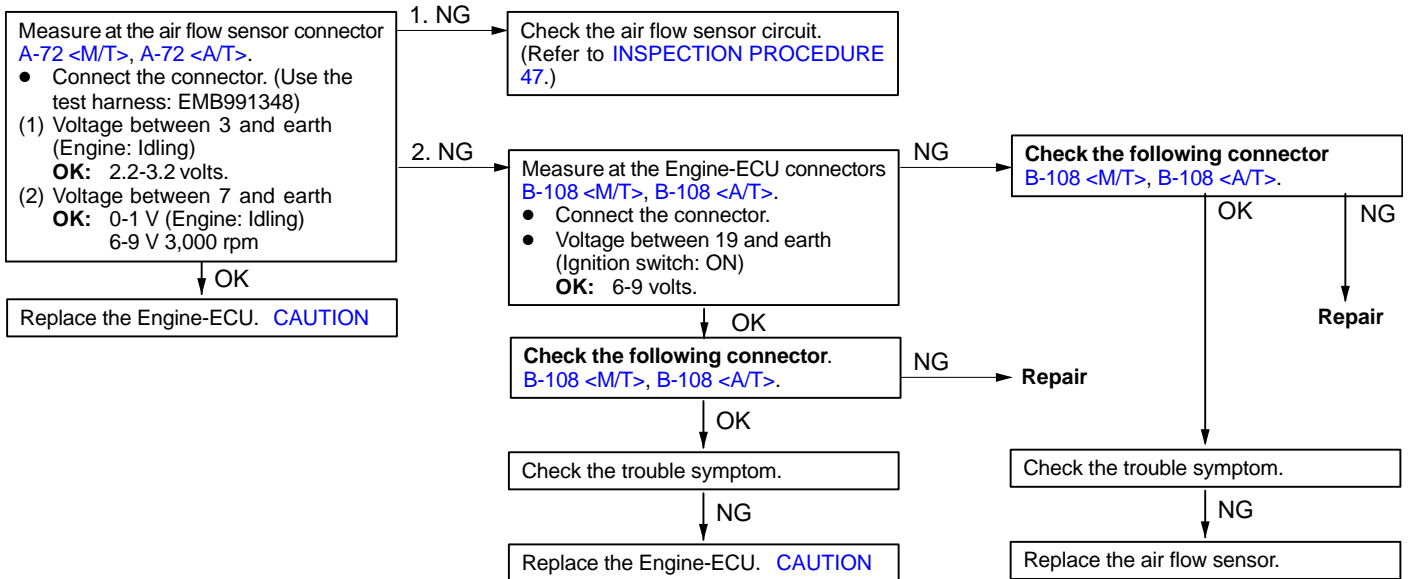 Measure at the air flow sensor connector
A-72 <M/T>, A-72 <A/T>.
● Connect the connector. (Use the
test harness: EMB991348)
(1) Voltage between 3 and earth
(Engine: Idling)
OK: 2.2-3.2 volts.
(2) Voltage between 7 and earth
OK: 0-1 V (Engine: Idling)
6-9 V 3,000 rpm
1. NG
Check the air flow sensor circuit.
(Refer to INSPECTION PROCEDURE
47.)
2. NG
Measure at the Engine-ECU connectors
B-108 <M/T>, B-108 <A/T>.
● Connect the connector.
● Voltage between 19 and earth
(Ignition switch: ON)
OK: 6-9 volts.
NG
Check the following connector
B-108 <M/T>, B-108 <A/T>.
OK
NG
Repair
OK
Replace the Engine-ECU. CAUTION
OK
Check the following connector.
B-108 <M/T>, B-108 <A/T>.
NG
Repair
OK
Check the trouble symptom.
NG
Replace the Engine-ECU. CAUTION
Check the trouble symptom.
NG
Replace the air flow sensor.